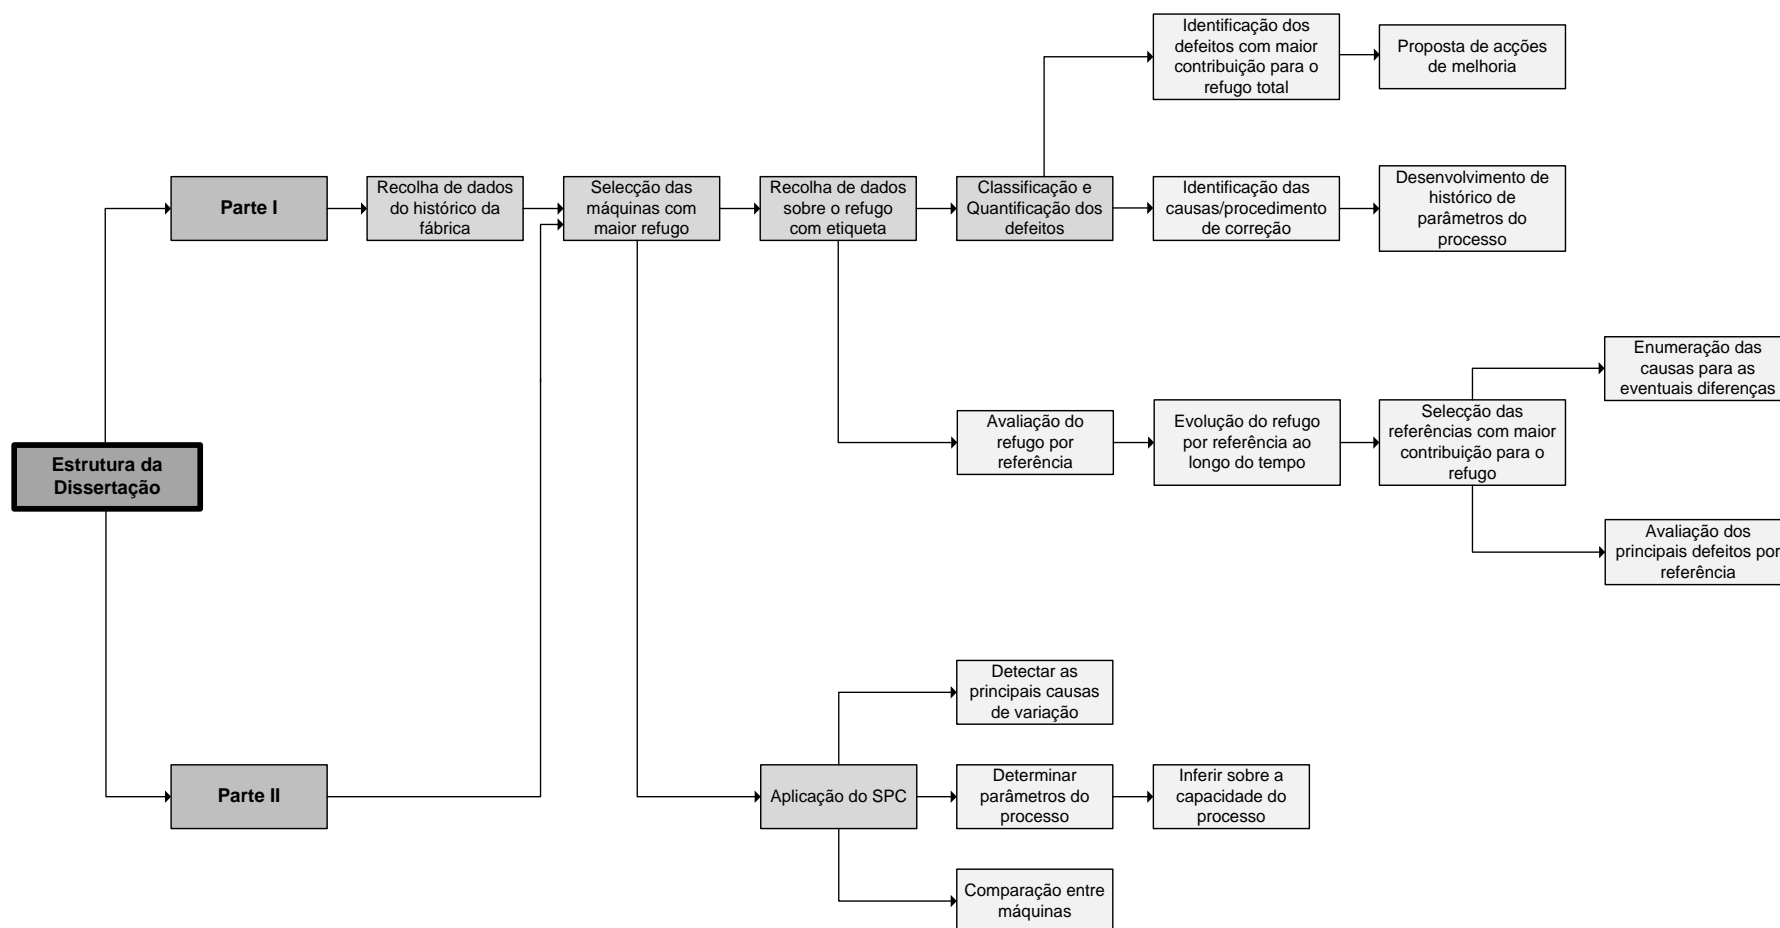 Identificação dos
defeitos com maior
contribuição para o
refugo total
Proposta de acções
de melhoria
Parte I
Recolha de dados
do histórico da
fábrica
Selecção das
máquinas com
maior refugo
Recolha de dados
sobre o refugo
com etiqueta
Classificação e
Quantificação dos
defeitos
Identificação das
causas/procedimento
de correção
Desenvolvimento de
histórico de
parâmetros do
processo
Enumeração das
causas para as
eventuais diferenças
Avaliação do
refugo por
referência
Evolução do refugo
por referência ao
longo do tempo
Selecção das
referências com maior
contribuição para o
refugo
Estrutura da
Dissertação
Avaliação dos
principais defeitos por
referência
Detectar as
principais causas
de variação
Parte II
Aplicação do SPC
Determinar
parâmetros do
processo
Inferir sobre a
capacidade do
processo
Comparação entre
máquinas